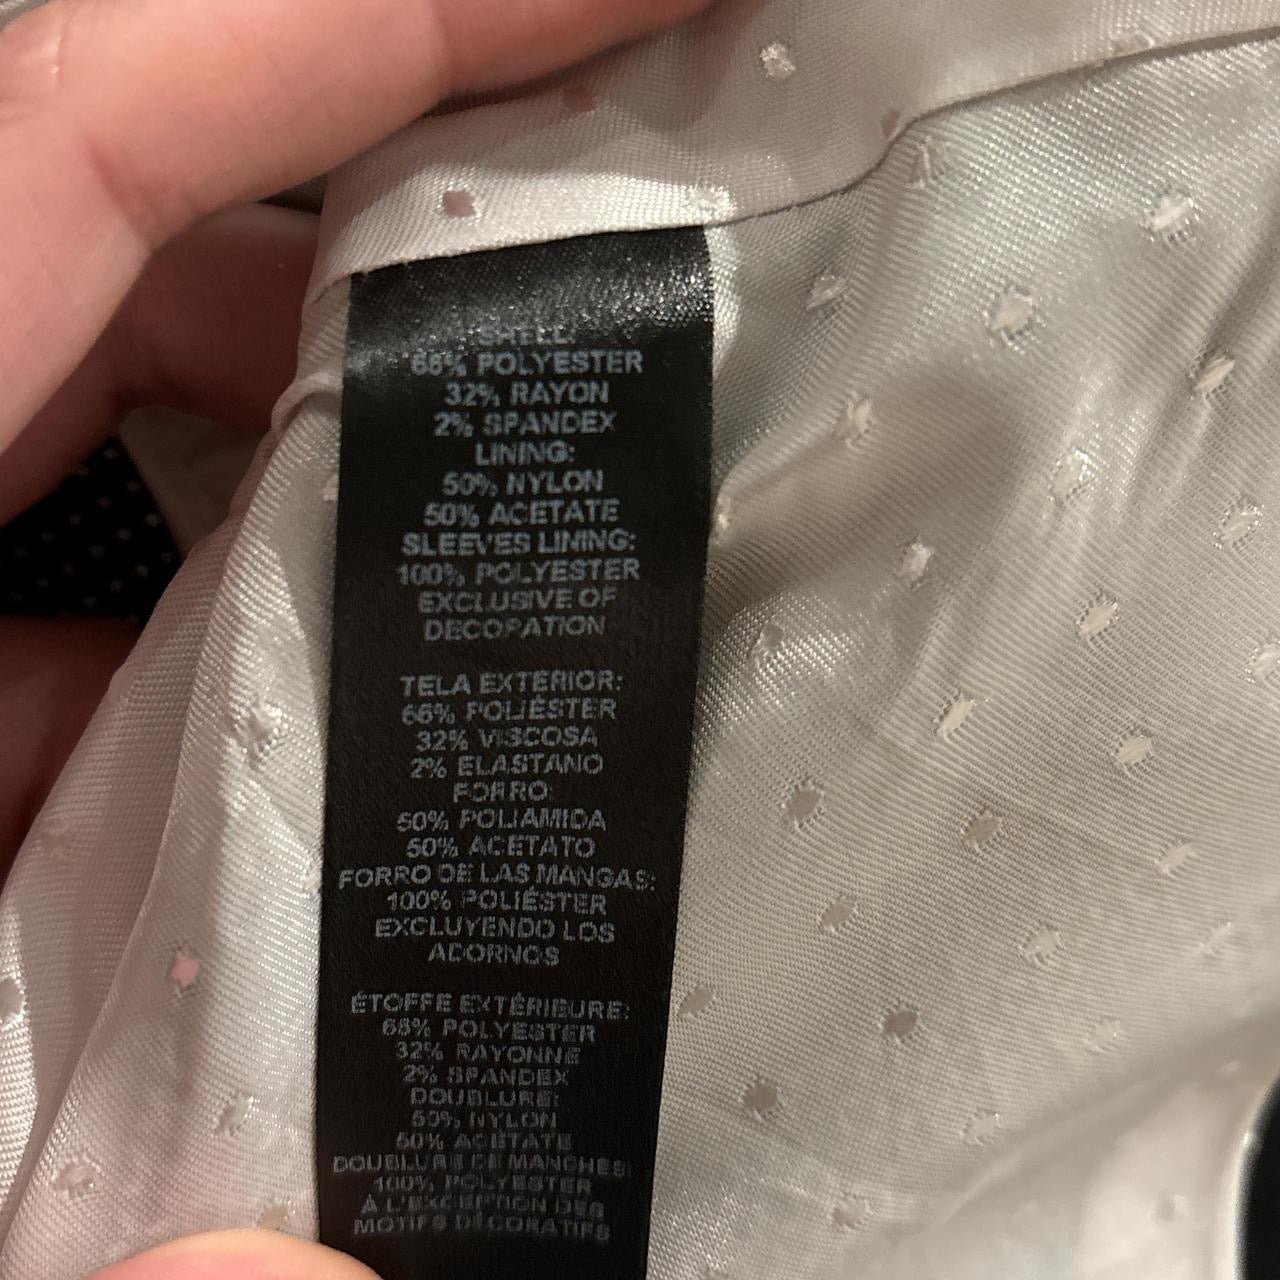 SHELL:
66% POLYESTER
32% RAYON
2% SPANDEX
LINING:
50% NYLON
50% ACETATE
SLEEVES LINING:
100% POLYESTER
EXCLUSIVE OF
DECORATION
TELA EXTERIOR:
66% POLIÉSTER
32% VISCOSA
2% ELASTANO
FORRO:
50% POLIAMIDA
50% ACETATO
FORRO DE LAS MANGAS:
100% POLIÉSTER
EXCLUYENDO LOS
ADORNOS
ÉTOFFE EXTÉRIEURE:
66% POLYESTER
32% RAYONNE
2% SPANDEX
DOUBLURE:
50% NYLON
50% ACÉTATE
DOUBLURE DE MANCHES:
100% POLYESTER
À L'EXCEPTION DES
MOTIFS DÉCORATIFS